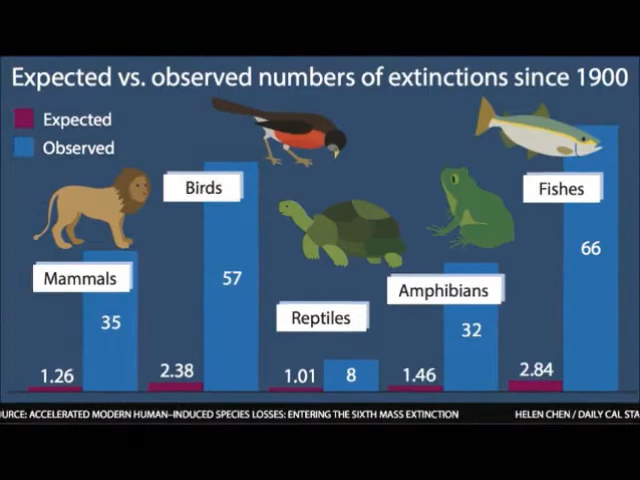 Expected vs. observed numbers of extinctions since 1900
Expected
Observed
Mammals
1.26
35
Birds
2.38
57
Reptiles
1.01
8
Amphibians
1.46
32
Fishes
2.84
66
OURCE: ACCELERATED MODERN HUMAN–INDUCED SPECIES LOSSES: ENTERING THE SIXTH MASS EXTINCTION
HELEN CHEN / DAILY CAL STA